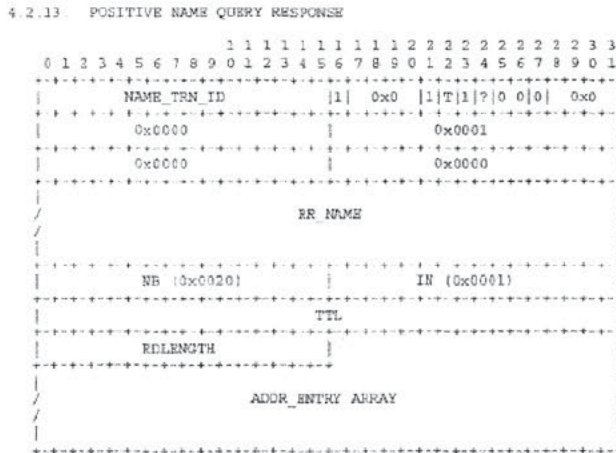 4.2.13. POSITIVE NAME QUERY RESPONSE
1 1 1 1 1 1 1 1 1 1 2 2 2 2 2 2 2 2 2 2 3 3
0 1 2 3 4 5 6 7 8 9 0 1 2 3 4 5 6 7 8 9 0 1 2 3 4 5 6 7 8 9 0 1
+-+-+-+-+-+-+-+-+-+-+-+-+-+-+-+-+-+-+-+-+-+-+-+-+-+-+-+-+-+-+-+-+
| NAME_TRN_ID |1| 0x0 |1|T|1|?|0 0|0| 0x0
+-+-+-+-+-+-+-+-+-+-+-+-+-+-+-+-+-+-+-+-+-+-+-+-+-+-+-+-+-+-+-+-+
| 0x0000 | 0x0001
+-+-+-+-+-+-+-+-+-+-+-+-+-+-+-+-+-+-+-+-+-+-+-+-+-+-+-+-+-+-+-+-+
| 0x0000 | 0x0000
+-+-+-+-+-+-+-+-+-+-+-+-+-+-+-+-+-+-+-+-+-+-+-+-+-+-+-+-+-+-+-+-+
|
/ RR_NAME
/
|
+-+-+-+-+-+-+-+-+-+-+-+-+-+-+-+-+-+-+-+-+-+-+-+-+-+-+-+-+-+-+-+-+
| NB (0x0020) | IN (0x0001)
+-+-+-+-+-+-+-+-+-+-+-+-+-+-+-+-+-+-+-+-+-+-+-+-+-+-+-+-+-+-+-+-+
| TTL
+-+-+-+-+-+-+-+-+-+-+-+-+-+-+-+-+-+-+-+-+-+-+-+-+-+-+-+-+-+-+-+-+
| RDLENGTH |
+-+-+-+-+-+-+-+-+-+-+-+-+-+-+-+-+
|
/ ADDR_ENTRY ARRAY
/
|
+-+-+-+-+-+-+-+-+-+-+-+-+-+-+-+-+-+-+-+-+-+-+-+-+-+-+-+-+-+-+-+-+